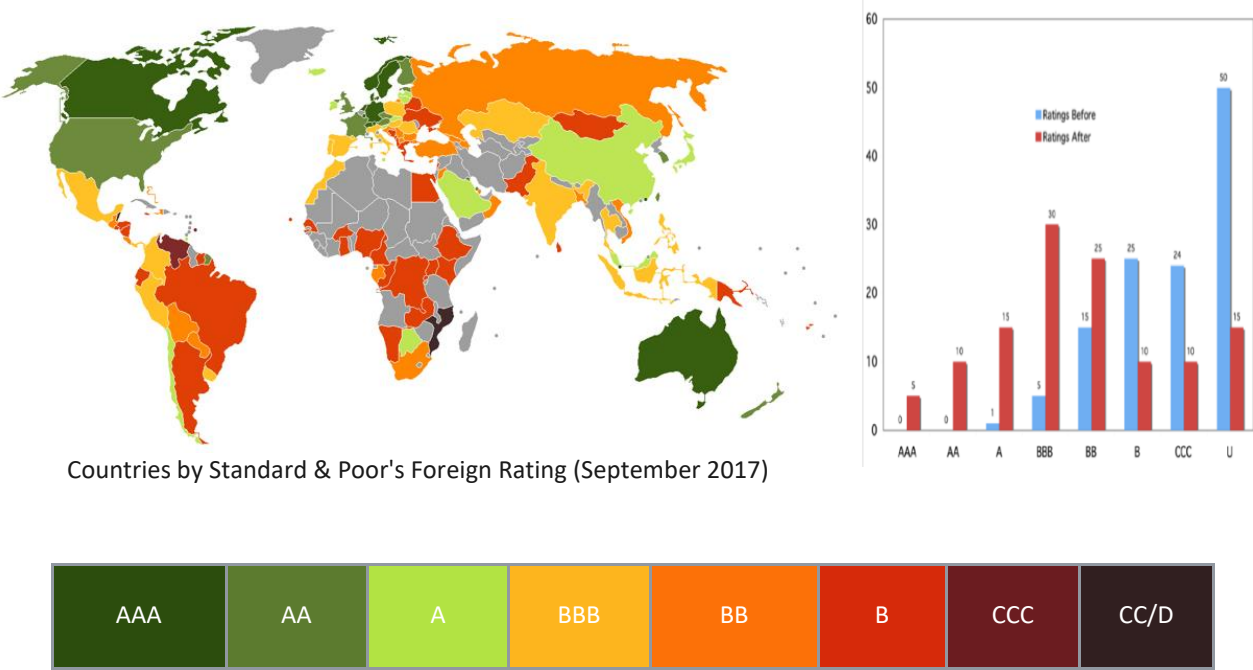 Countries by Standard & Poor's Foreign Rating (September 2017)
60
50
40
30
20
10
0
Ratings Before
Ratings After
0
5
0
10
1
15
5
30
15
25
25
10
24
10
50
15
AAA
AA
A
BBB
BB
B
CCC
U
AAA
AA
A
BBB
BB
B
CCC
CC/D